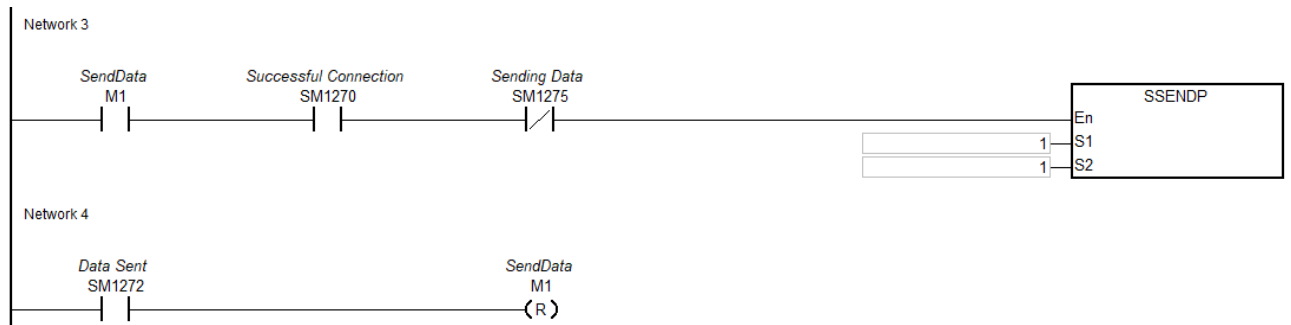 Network 3
SendData Successful Connection Sending Data
M1 SM1270 SM1275 SSENDP
En
1 S1
1 S2
Network 4
Data Sent SendData
SM1272 M1
R